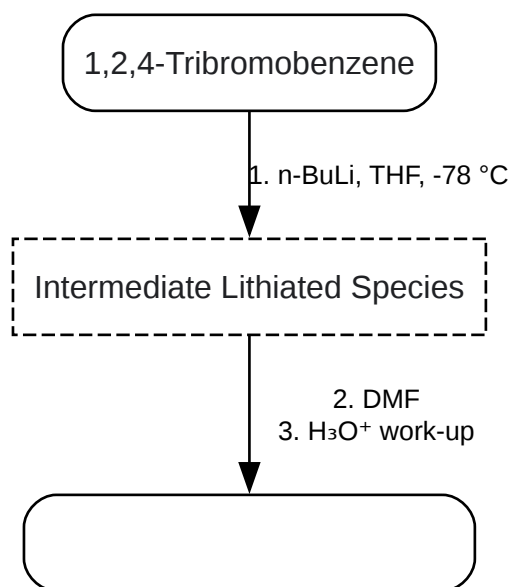 1,2,4-Tribromobenzene
1. n-BuLi, THF, -78 °C
Intermediate Lithiated Species
2. DMF
3. H₃O⁺ work-up